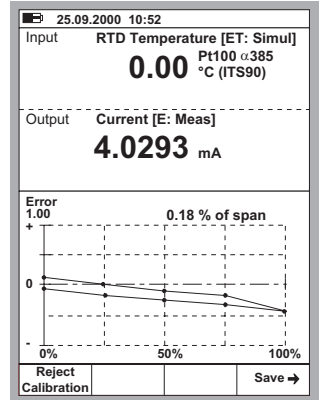 25.09.2000 10:52
Input RTD Temperature [ET: Simul]
0.00 Pt100 α385
°C (ITS90)
Output Current [E: Meas]
4.0293 mA
Error
1.00 0.18 % of span
+
0
-
0% 50% 100%
Reject
Calibration
Save ➔